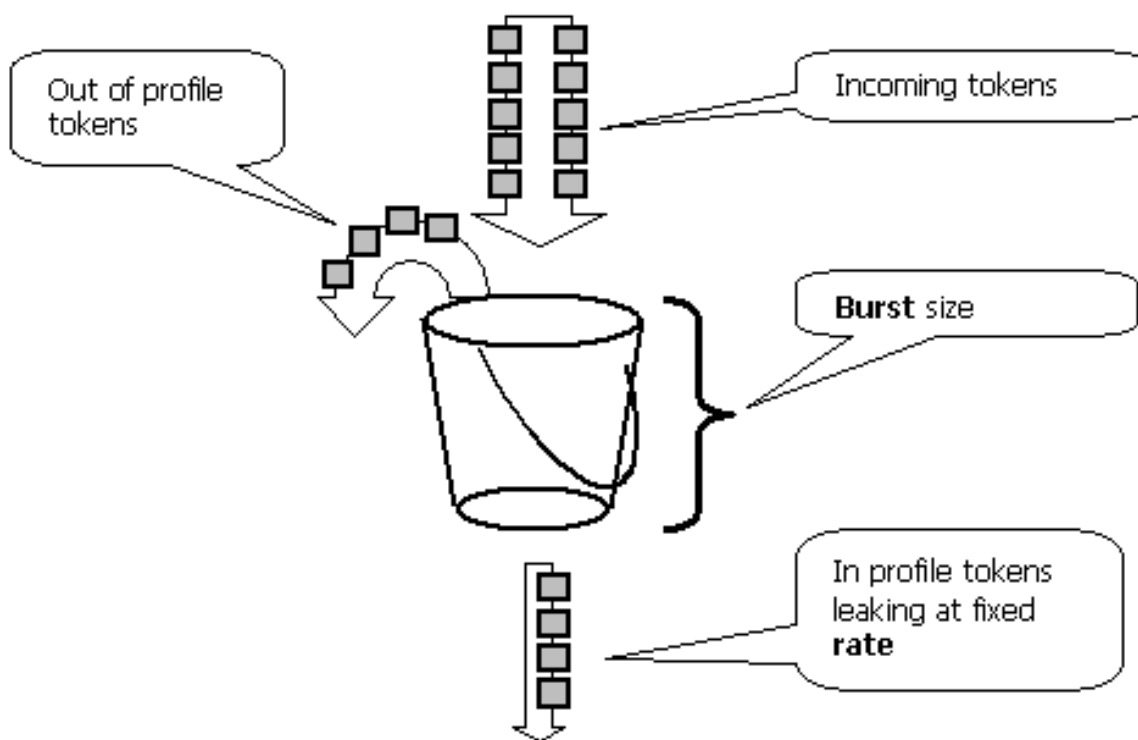 Out of profile
tokens
Incoming tokens
Burst size
In profile tokens
leaking at fixed
rate